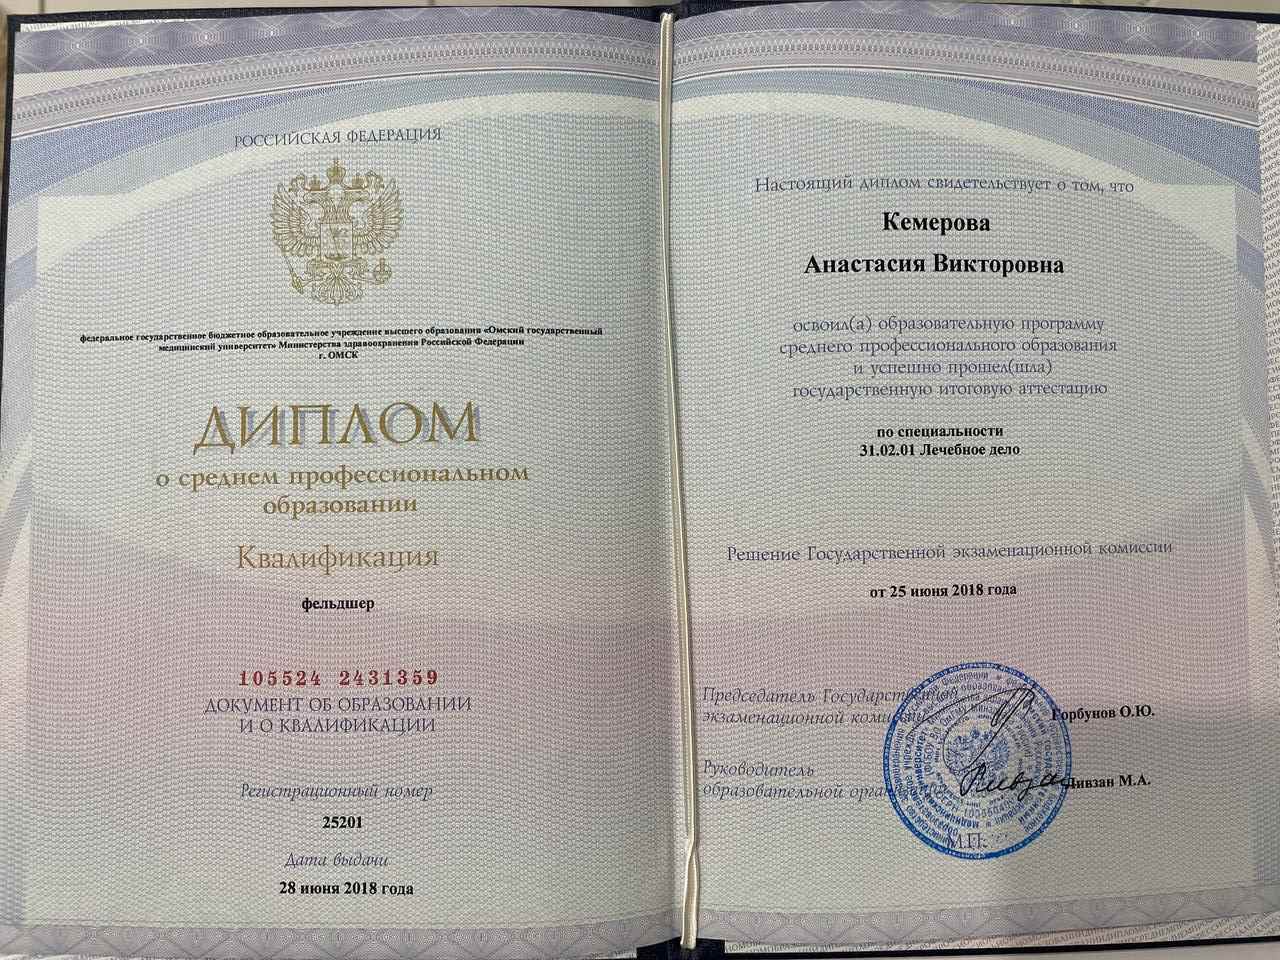 РОССИЙСКАЯ ФЕДЕРАЦИЯ
федеральное государственное бюджетное образовательное учреждение высшего образования «Омский государственный
медицинский университет» Министерства здравоохранения Российской Федерации
г. ОМСК
ДИПЛОМ
о среднем профессиональном
образовании
Квалификация
фельдшер
105524 2431359
ДОКУМЕНТ ОБ ОБРАЗОВАНИИ
И О КВАЛИФИКАЦИИ
Регистрационный номер
25201
Дата выдачи
28 июня 2018 года
Настоящий диплом свидетельствует о том, что
Кемерова
Анастасия Викторовна
освоил(а) образовательную программу
среднего профессионального образования
и успешно прошел(шла)
государственную итоговую аттестацию
по специальности
31.02.01 Лечебное дело
Решение Государственной экзаменационной комиссии
от 25 июня 2018 года
Председатель Государственной
экзаменационной комиссии
Горбунов О.Ю.
Руководитель
образовательной
Ливзан М.А.
М.П.